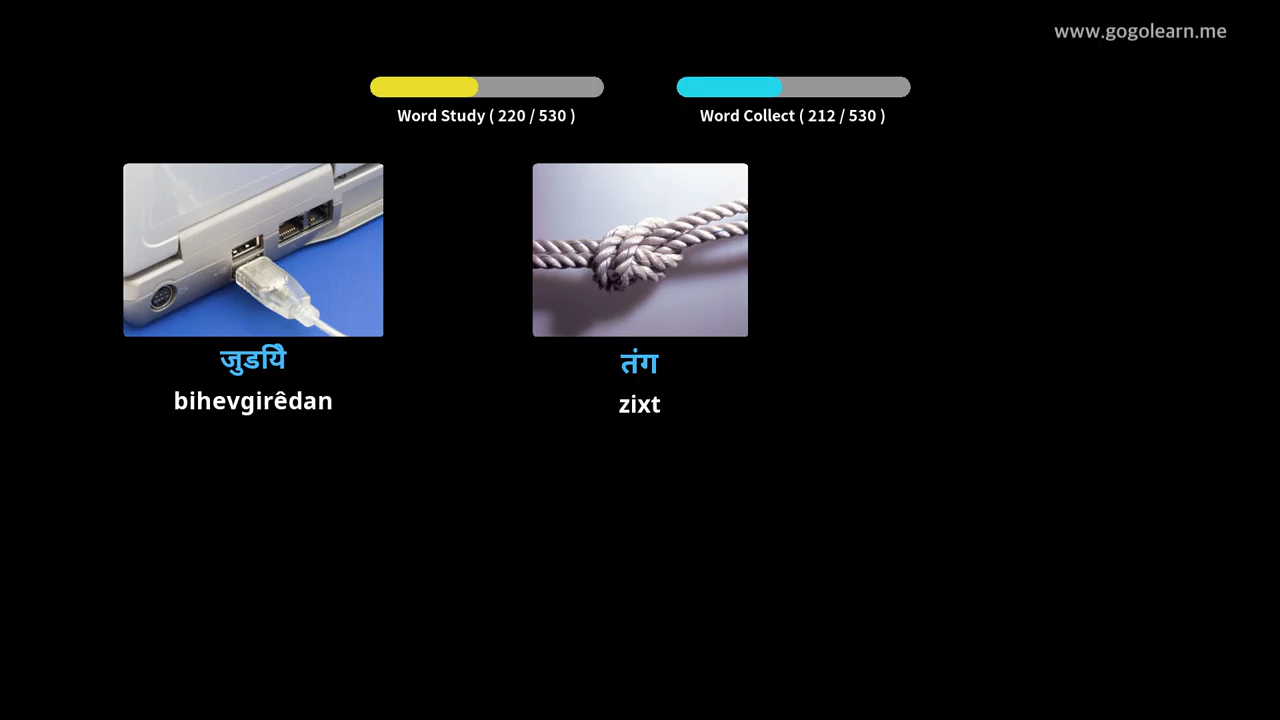 www.gogolearn.me
Word Study ( 220 / 530 )
Word Collect ( 212 / 530 )
जुडयिे
bihevgirêdan
तंग
zixt